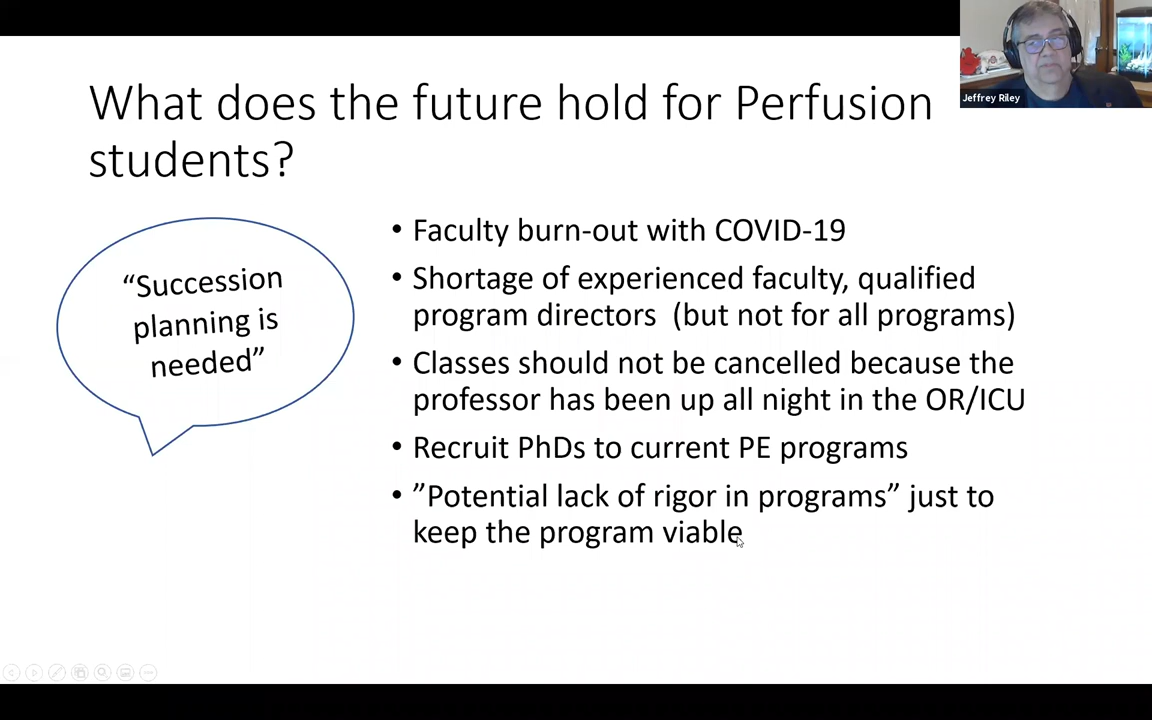 Jeffrey Riley
What does the future hold for Perfusion
students?
“Succession
planning is
needed”
• Faculty burn-out with COVID-19
• Shortage of experienced faculty, qualified
program directors  (but not for all programs)
• Classes should not be cancelled because the
professor has been up all night in the OR/ICU
• Recruit PhDs to current PE programs
• ”Potential lack of rigor in programs” just to
keep the program viable